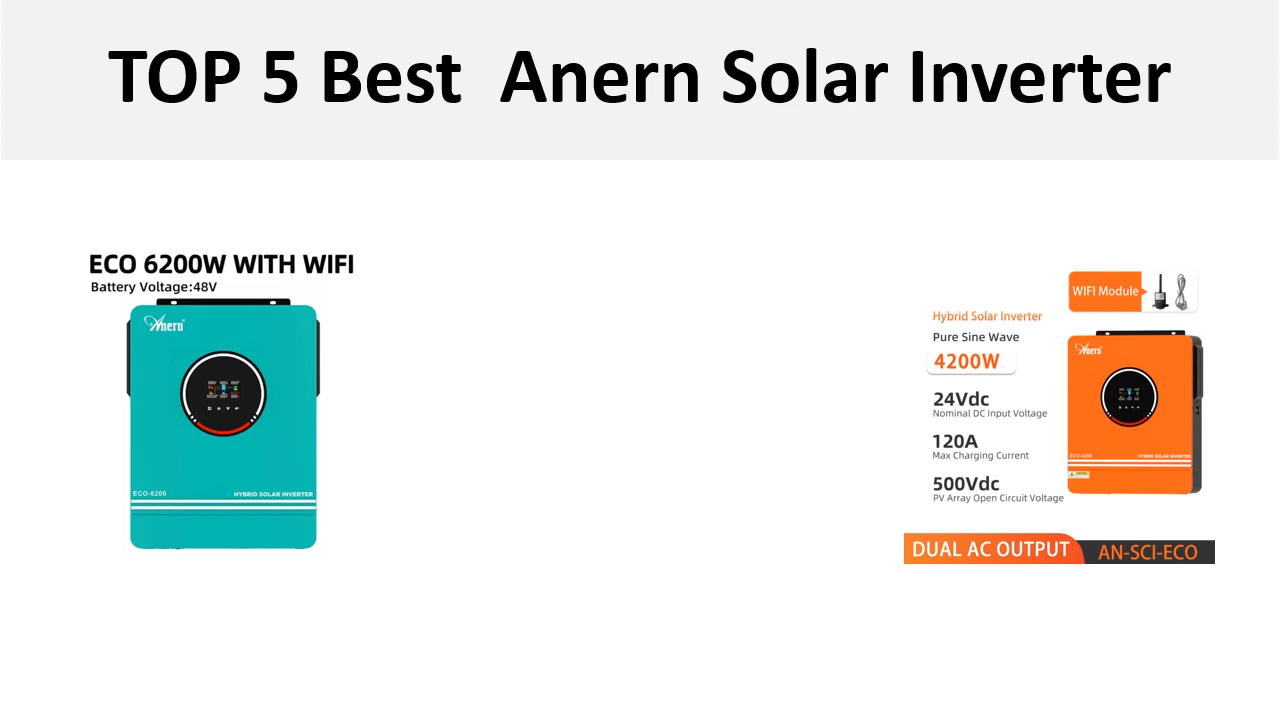 TOP 5 Best Anern Solar Inverter
ECO 6200W WITH WIFI
Battery Voltage:48V
Anern
ECO-6200
HYBRID SOLAR INVERTER
WIFI Module
Hybrid Solar Inverter
Pure Sine Wave
4200W
24Vdc
Nominal DC Input Voltage
120A
Max Charging Current
500Vdc
PV Array Open Circuit Voltage
Anern
ECO-4200
HYBRID SOLAR INVERTER
DUAL AC OUTPUT
AN-SCI-ECO